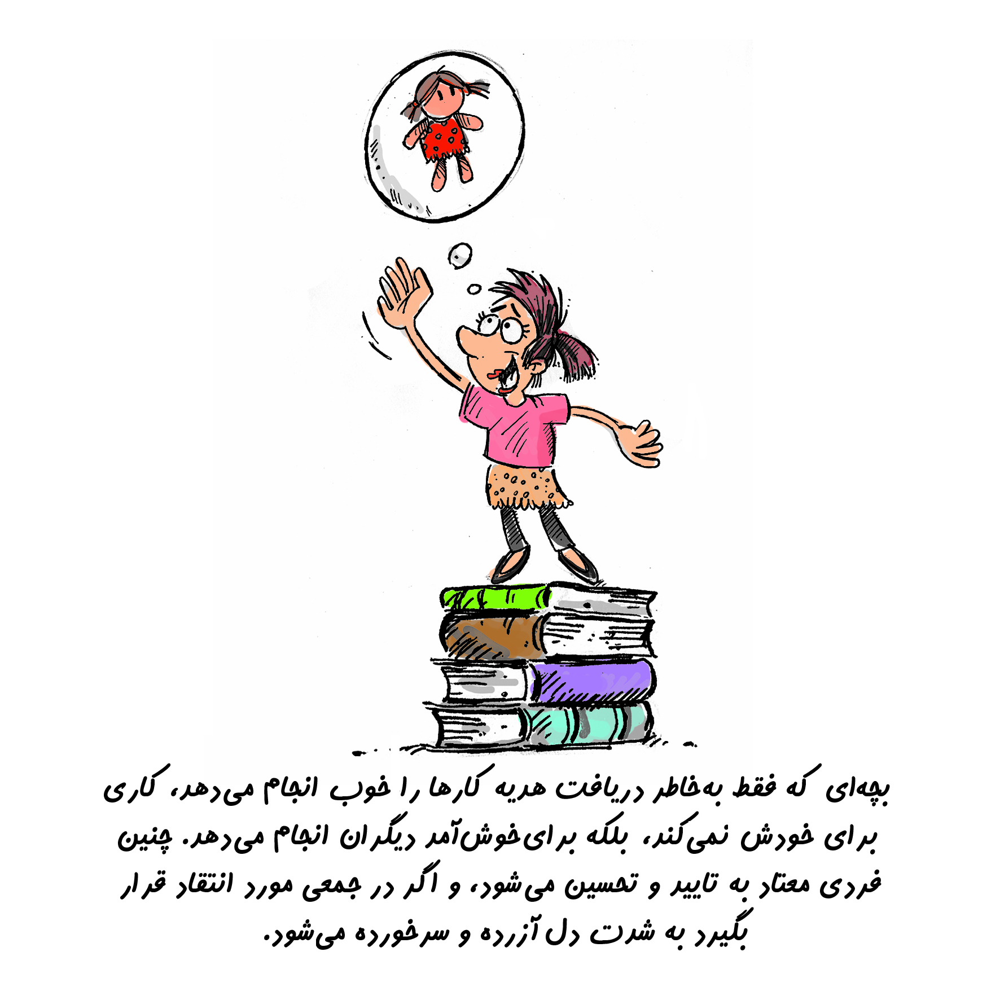 بچه‌ای که فقط به‌خاطر دریافت هدیه کارها را خوب انجام می‌دهد، کاری
برای خودش نمی‌کند، بلکه برای‌خوش‌آمد دیگران انجام می‌دهد. چنین
فردی معتاد به تایید و تحسین می‌شود، و اگر در جمعی مورد انتقاد قرار
بگیرد به شدت دل‌آزرده و سرخورده می‌شود.